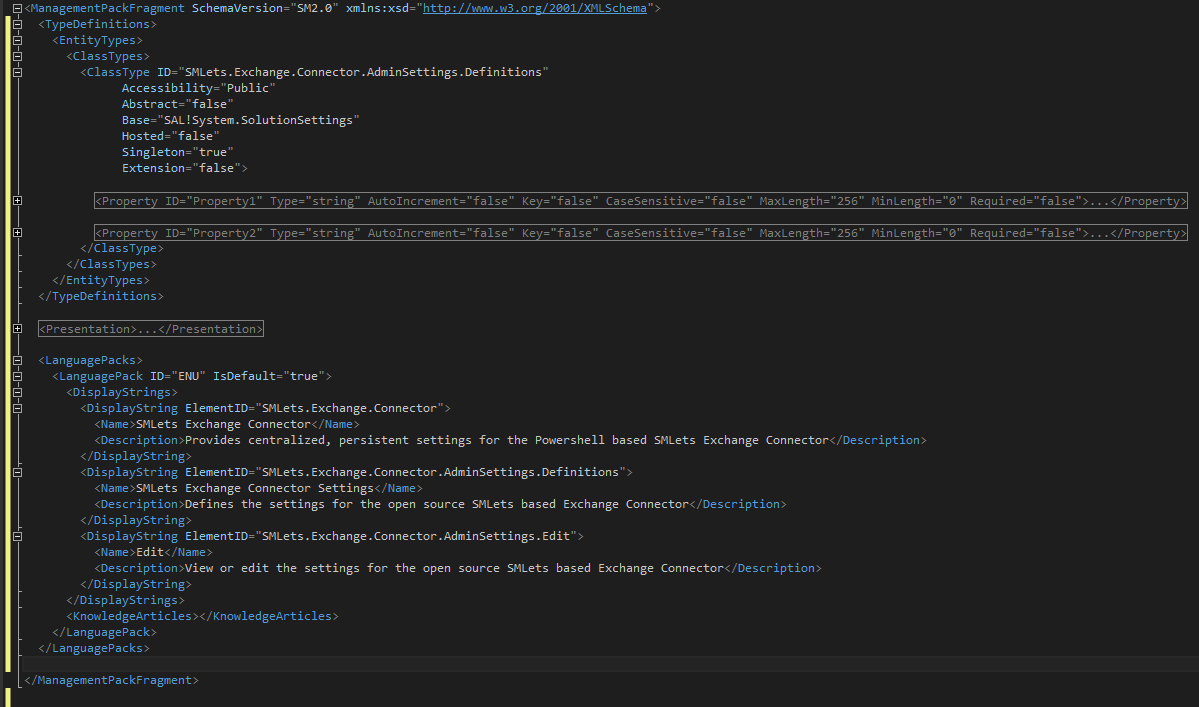 <ManagementPackFragment SchemaVersion="SM2.0" xmlns:xsd="http://www.w3.org/2001/XMLSchema">
<TypeDefinitions>
<EntityTypes>
<ClassTypes>
<ClassType ID="SMLets.Exchange.Connector.AdminSettings.Definitions"
Accessibility="Public"
Abstract="false"
Base="SAL!System.SolutionSettings"
Hosted="false"
Singleton="true"
Extension="false">
<Property ID="Property1" Type="string" AutoIncrement="false" Key="false" CaseSensitive="false" MaxLength="256" MinLength="0" Required="false">...</Property>
<Property ID="Property2" Type="string" AutoIncrement="false" Key="false" CaseSensitive="false" MaxLength="256" MinLength="0" Required="false">...</Property>
</ClassType>
</ClassTypes>
</EntityTypes>
</TypeDefinitions>
<Presentation>...</Presentation>
<LanguagePacks>
<LanguagePack ID="ENU" IsDefault="true">
<DisplayStrings>
<DisplayString ElementID="SMLets.Exchange.Connector">
<Name>SMLets Exchange Connector</Name>
<Description>Provides centralized, persistent settings for the Powershell based SMLets Exchange Connector</Description>
</DisplayString>
<DisplayString ElementID="SMLets.Exchange.Connector.AdminSettings.Definitions">
<Name>SMLets Exchange Connector Settings</Name>
<Description>Defines the settings for the open source SMLets based Exchange Connector</Description>
</DisplayString>
<DisplayString ElementID="SMLets.Exchange.Connector.AdminSettings.Edit">
<Name>Edit</Name>
<Description>View or edit the settings for the open source SMLets based Exchange Connector</Description>
</DisplayString>
</DisplayStrings>
<KnowledgeArticles></KnowledgeArticles>
</LanguagePack>
</LanguagePacks>
</ManagementPackFragment>